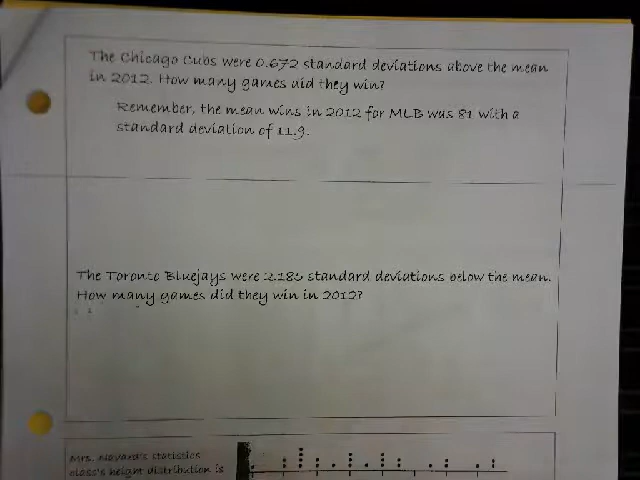 The Chicago Cubs were 0.672 standard deviations above the mean
in 2012. How many games did they win?
Remember, the mean wins in 2012 for MLB was 81 with a
standard deviation of 11.9.
The Toronto Bluejays were standard deviations below the mean.
How many games did they win in 2012?
Mrs. statistics
class's height distribution is